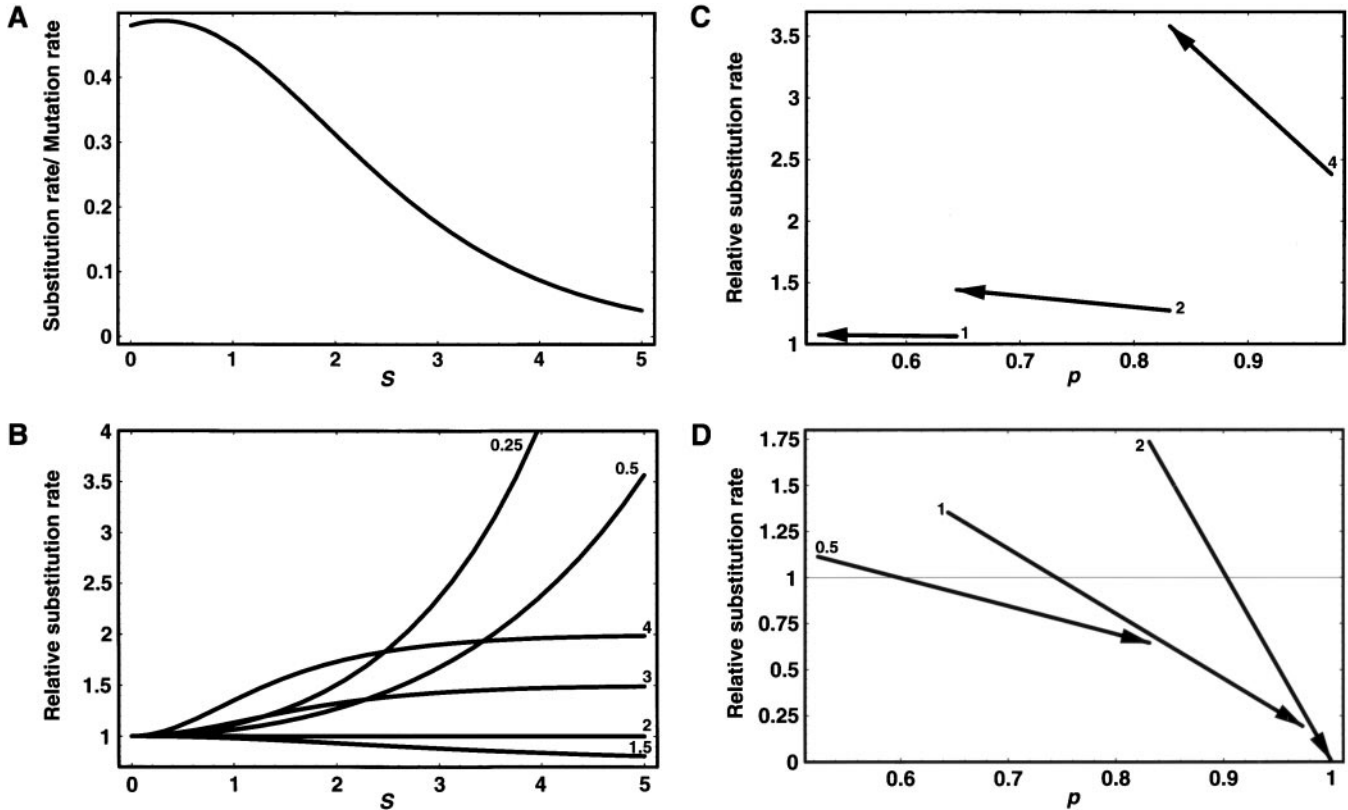 A
Substitution rate/ Mutation rate
0.4
0.3
0.2
0.1
0
0 1 2 3 4 5
S
B
Relative substitution rate
4
3.5
3
2.5
2
1.5
1
0.25
0.5
4
3
2
1.5
0 1 2 3 4 5
S
C
Relative substitution rate
3.5
3
2.5
2
1.5
1
4
2
1
0.6 0.7 0.8 0.9
p
D
Relative substitution rate
1.75
1.5
1.25
1
0.75
0.5
0.25
0
2
1
0.5
0.6 0.7 0.8 0.9 1
p